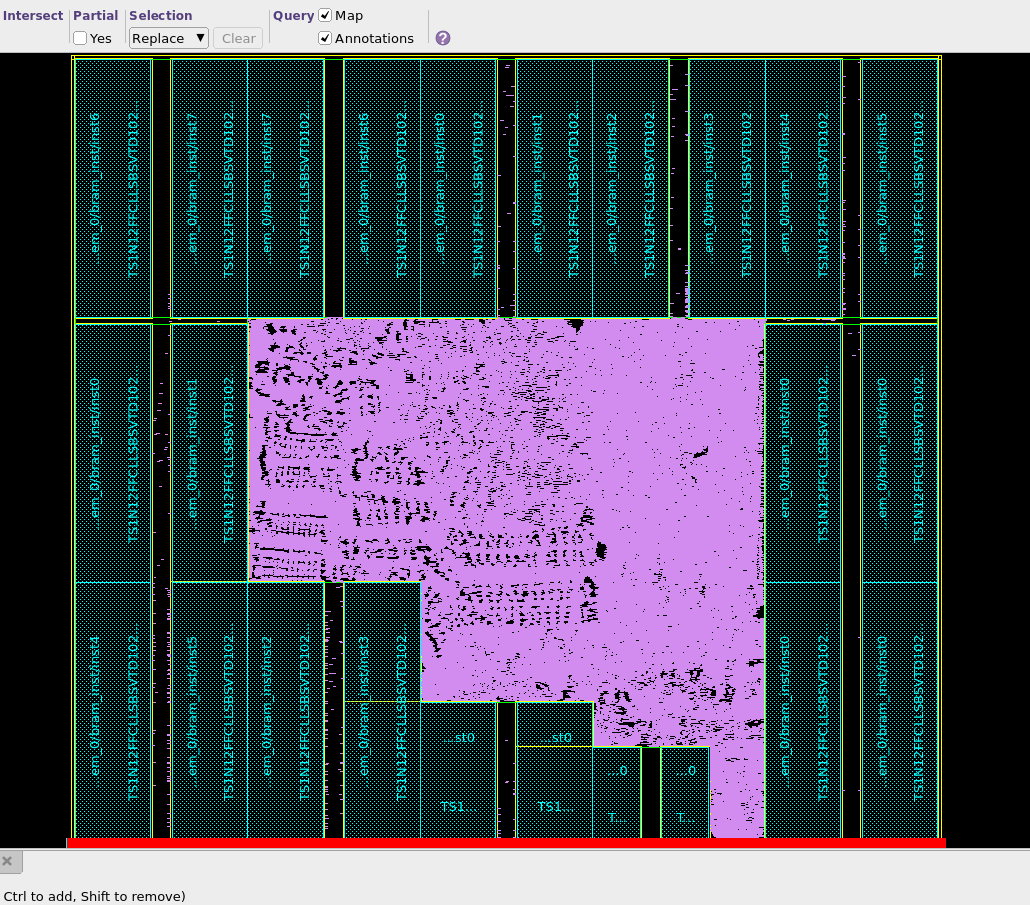 Intersect Partial Selection Query Map
Yes Replace Clear Annotations
...em_0/bram_inst/inst6
TS1N12FFCLLSBSVTD102...
...em_0/bram_inst/inst7
TS1N12FFCLLSBSVTD102...
...em_0/bram_inst/inst7
TS1N12FFCLLSBSVTD102...
...em_0/bram_inst/inst6
TS1N12FFCLLSBSVTD102...
...em_0/bram_inst/inst0
TS1N12FFCLLSBSVTD102...
...em_0/bram_inst/inst1
TS1N12FFCLLSBSVTD102...
...em_0/bram_inst/inst2
TS1N12FFCLLSBSVTD102...
...em_0/bram_inst/inst3
TS1N12FFCLLSBSVTD102...
...em_0/bram_inst/inst4
TS1N12FFCLLSBSVTD102...
...em_0/bram_inst/inst5
TS1N12FFCLLSBSVTD102...
...em_0/bram_inst/inst0
TS1N12FFCLLSBSVTD102...
...em_0/bram_inst/inst1
TS1N12FFCLLSBSVTD102...
...em_0/bram_inst/inst0
TS1N12FFCLLSBSVTD102...
...em_0/bram_inst/inst0
TS1N12FFCLLSBSVTD102...
...em_0/bram_inst/inst4
TS1N12FFCLLSBSVTD102...
...em_0/bram_inst/inst5
TS1N12FFCLLSBSVTD102...
...em_0/bram_inst/inst2
TS1N12FFCLLSBSVTD102...
...em_0/bram_inst/inst3
TS1N12FFCLLSBSVTD102...
...st0
TS1...
...st0
TS1...
...0
T...
...0
T...
...em_0/bram_inst/inst0
TS1N12FFCLLSBSVTD102...
...em_0/bram_inst/inst0
TS1N12FFCLLSBSVTD102...
Ctrl to add, Shift to remove)